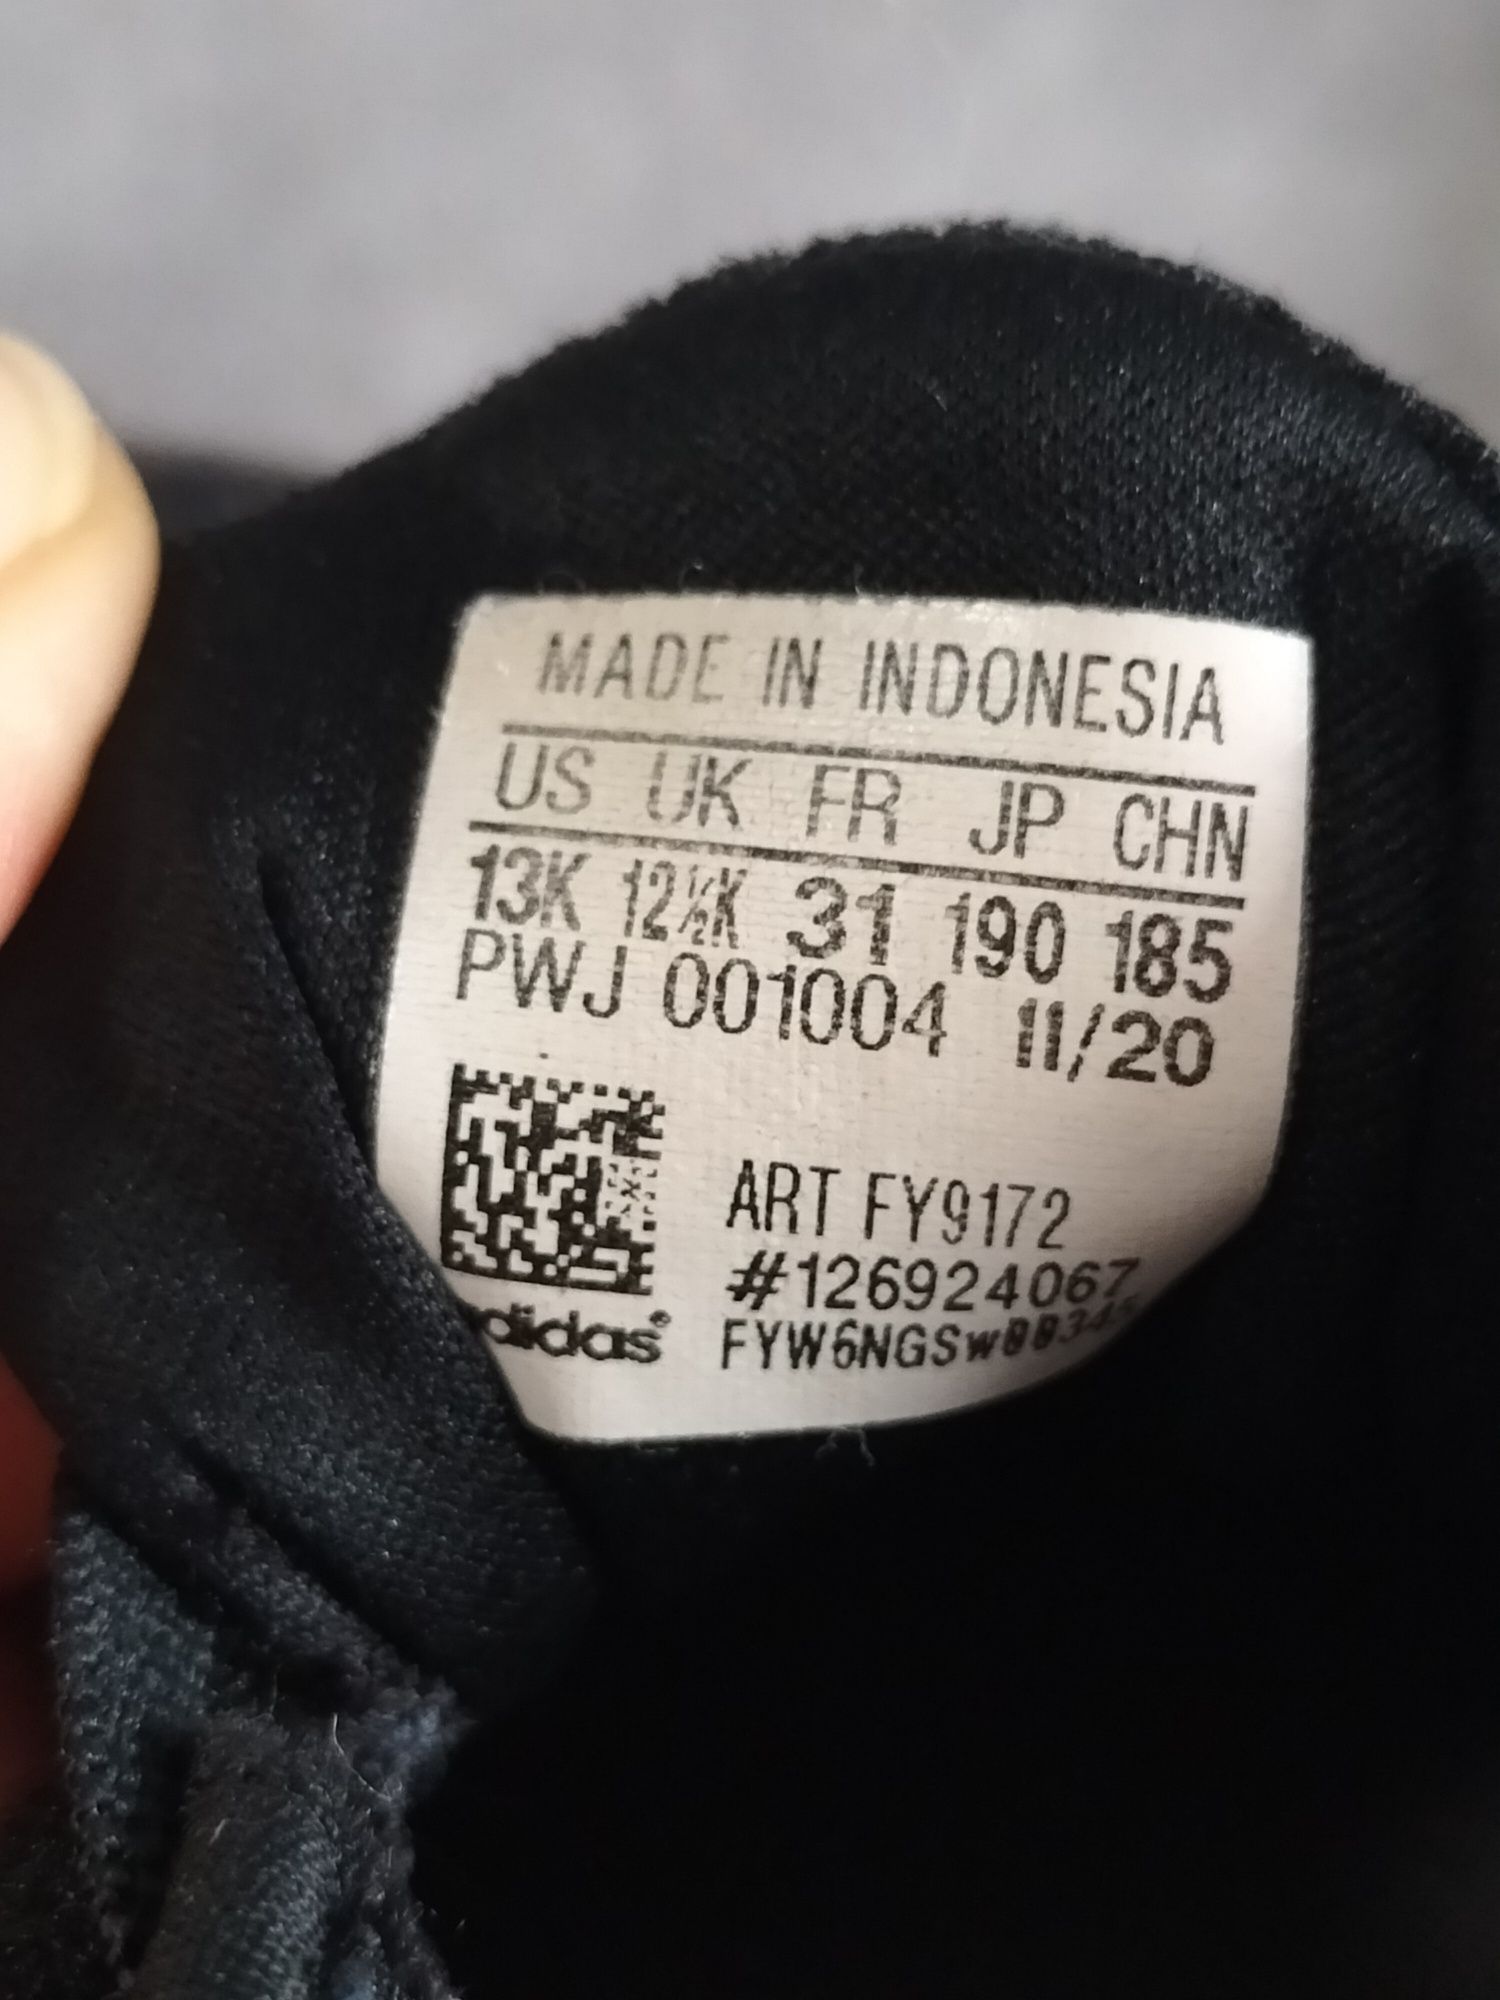 MADE IN INDONESIA
US UK FR JP CHN
13K 12½K 31 190 185
PWJ 001004 11/20
ART FY9172
#126924067
adidas®